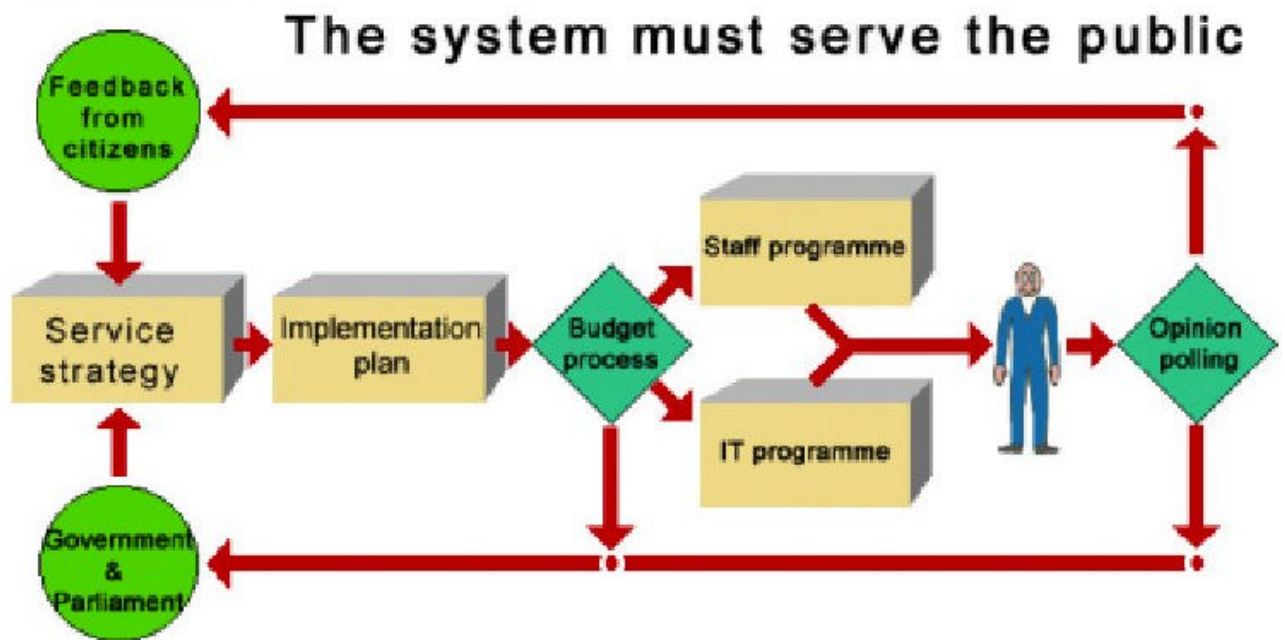 The system must serve the public
Feedback
from
citizens
Staff programme
Service
strategy
Implementation
plan
Budget
process
Opinion
polling
IT programme
Government
&
Parliament